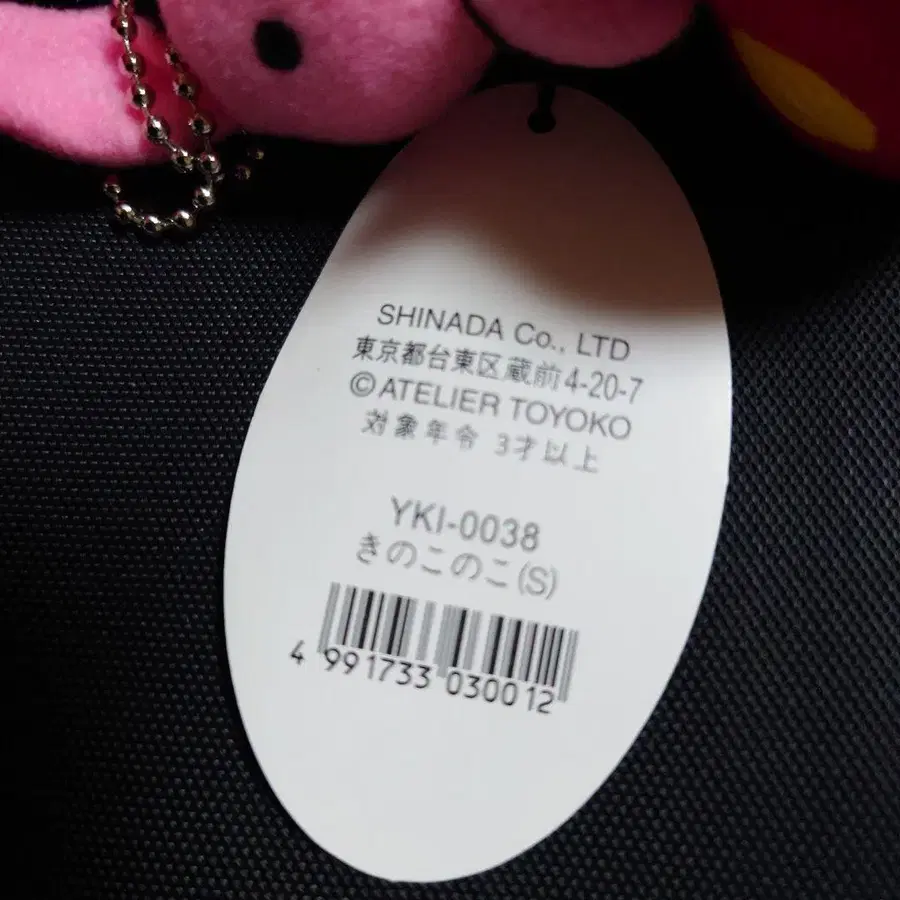 SHINADA Co., LTD
東京都台東区蔵前4-20-7
©ATELIER TOYOKO
対象年令 3才以上
YKI-0038
きのこのこ(S)
4 991733 030012